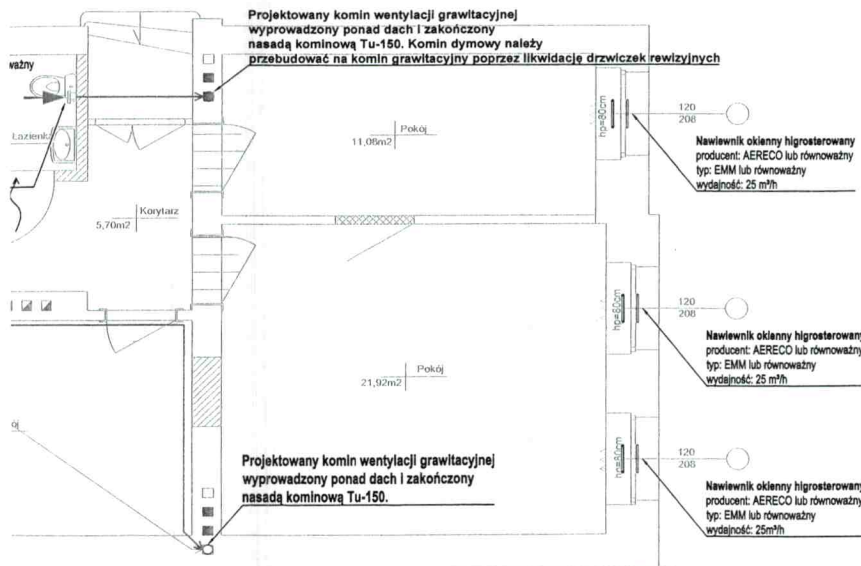 Projektowany komin wentylacji grawitacyjnej
wyprowadzony ponad dach i zakończony
nasadą kominową Tu-150. Komin dymowy należy
przebudować na komin grawitacyjny poprzez likwidację drzwiczek rewizyjnych
ważny
Łazienka
Pokój
11,06m2
hp=80cm
120
208
Nawiewnik okienny higrosterowany
producent: AERECO lub równoważny
typ: EMM lub równoważny
wydajność: 25 m³/h
Korytarz
5,70m2
hp=80cm
120
208
Nawiewnik okienny higrosterowany
producent: AERECO lub równoważny
typ: EMM lub równoważny
wydajność: 25 m³/h
Pokój
21,92m2
ój
Projektowany komin wentylacji grawitacyjnej
wyprowadzony ponad dach i zakończony
nasadą kominową Tu-150.
hp=80cm
120
208
Nawiewnik okienny higrosterowany
producent: AERECO lub równoważny
typ: EMM lub równoważny
wydajność: 25m³/h